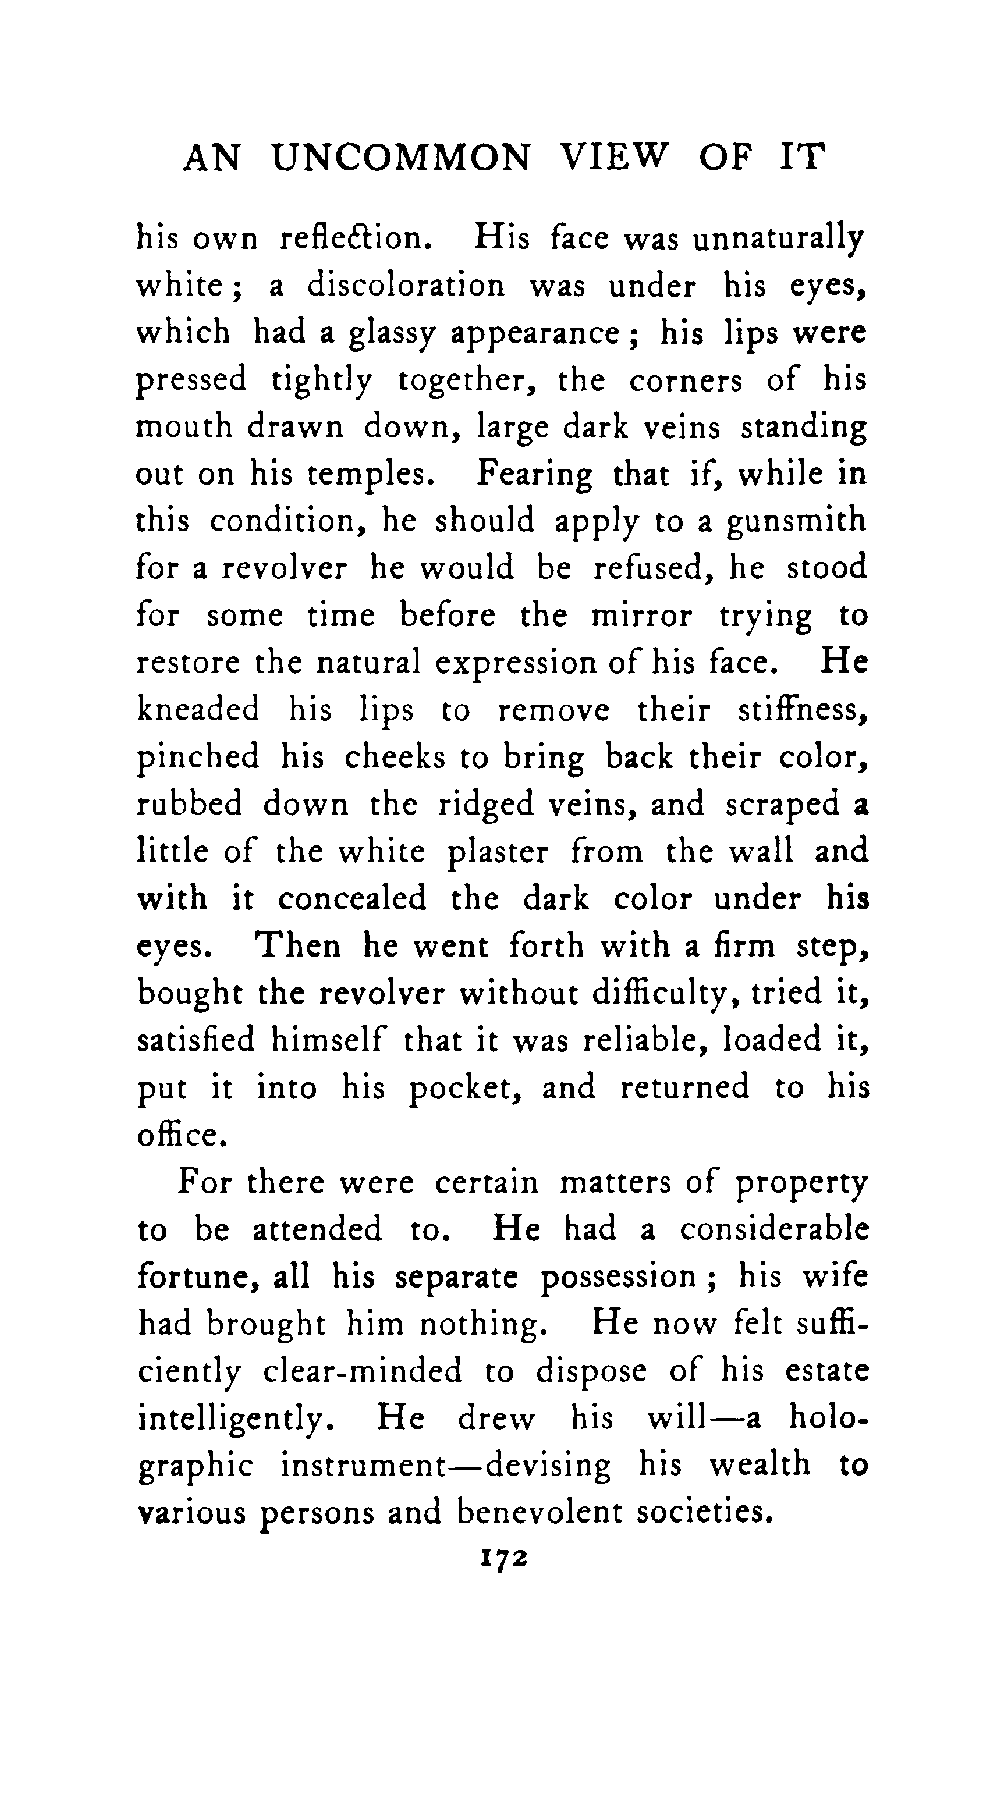 AN UNCOMMON VIEW OF IT
his own reflection. His face was unnaturally
white ; a discoloration was under his eyes,
which had a glassy appearance ; his lips were
pressed tightly together, the corners of his
mouth drawn down, large dark veins standing
out on his temples. Fearing that if, while in
this condition, he should apply to a gunsmith
for a revolver he would be refused, he stood
for some time before the mirror trying to
restore the natural expression of his face. He
kneaded his lips to remove their stiffness,
pinched his cheeks to bring back their color,
rubbed down the ridged veins, and scraped a
little of the white plaster from the wall and
with it concealed the dark color under his
eyes. Then he went forth with a firm step,
bought the revolver without difficulty, tried it,
satisfied himself that it was reliable, loaded it,
put it into his pocket, and returned to his
office.
For there were certain matters of property
to be attended to. He had a considerable
fortune, all his separate possession ; his wife
had brought him nothing. He now felt suffi-
ciently clear-minded to dispose of his estate
intelligently. He drew his will—a holo-
graphic instrument—devising his wealth to
various persons and benevolent societies.
172